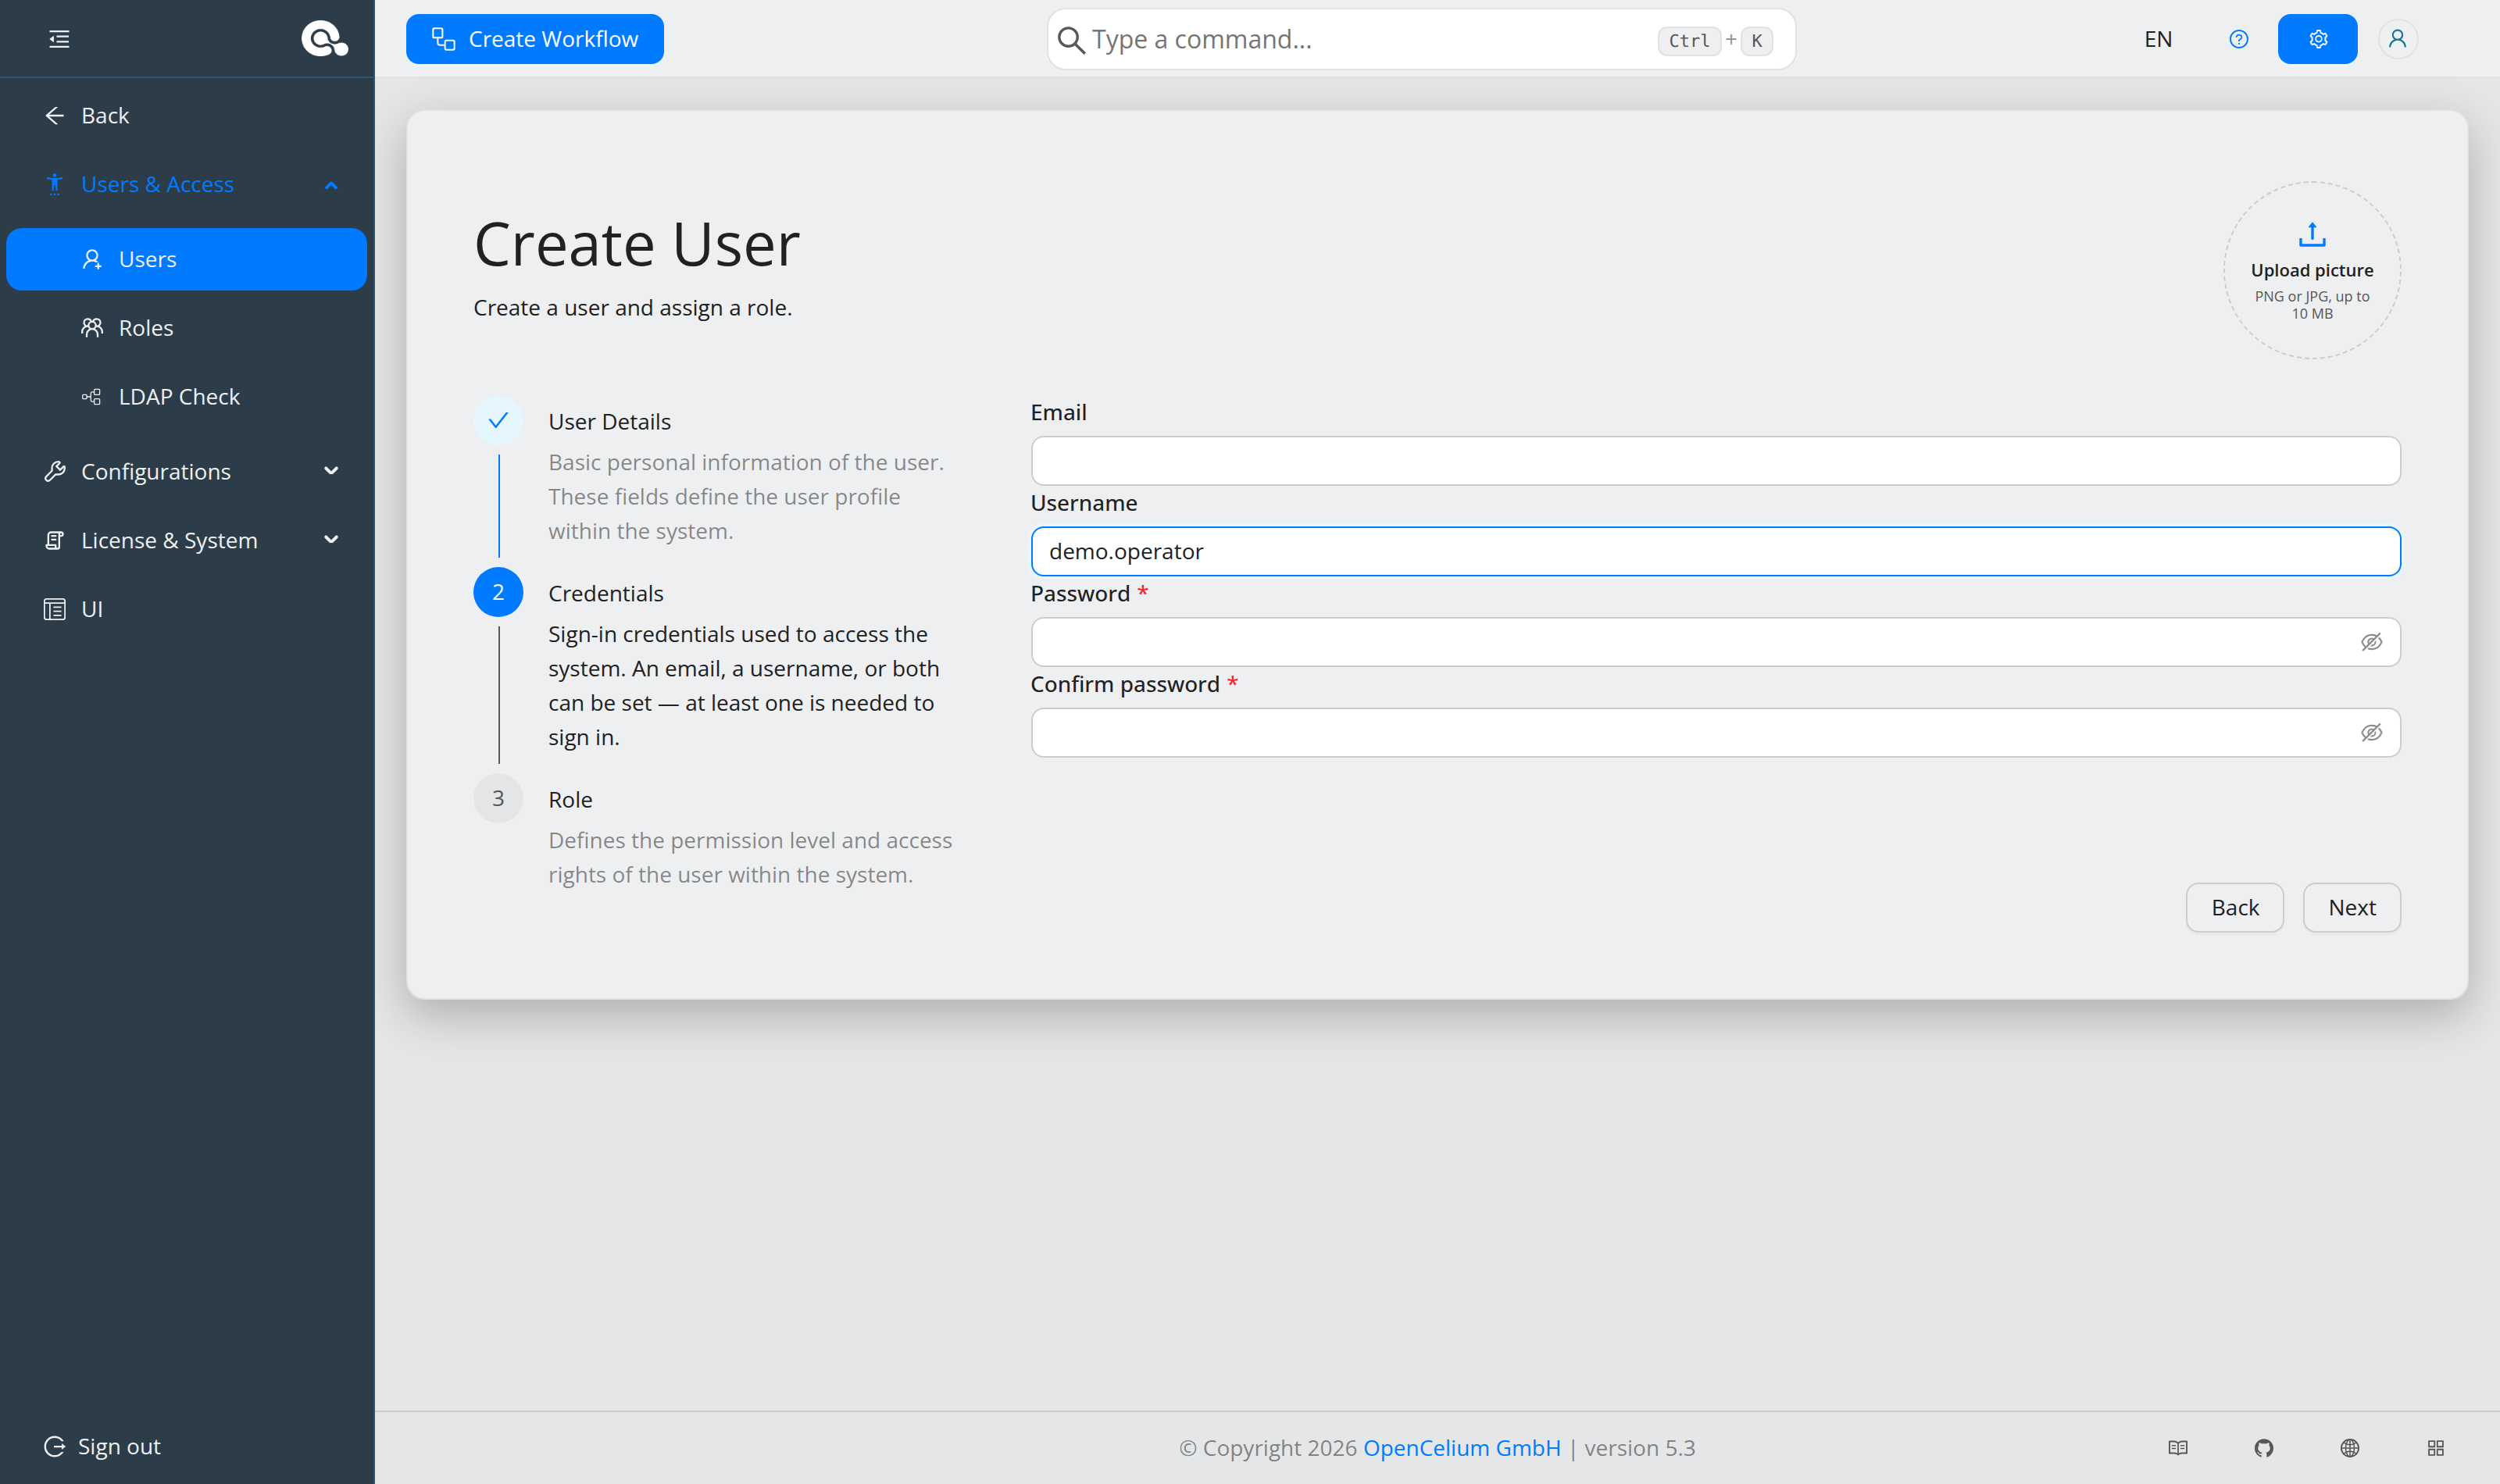 Create Workflow
Type a command...
Ctrl + K
EN
Back
Users & Access
Users
Roles
LDAP Check
Configurations
License & System
UI
Sign out
Create User
Create a user and assign a role.
Upload picture
PNG or JPG, up to
10 MB
User Details
Basic personal information of the user.
These fields define the user profile
within the system.
2
Credentials
Sign-in credentials used to access the
system. An email, a username, or both
can be set — at least one is needed to
sign in.
3
Role
Defines the permission level and access
rights of the user within the system.
Email
Username
demo.operator
Password *
Confirm password *
Back
Next
© Copyright 2026 OpenCelium GmbH | version 5.3